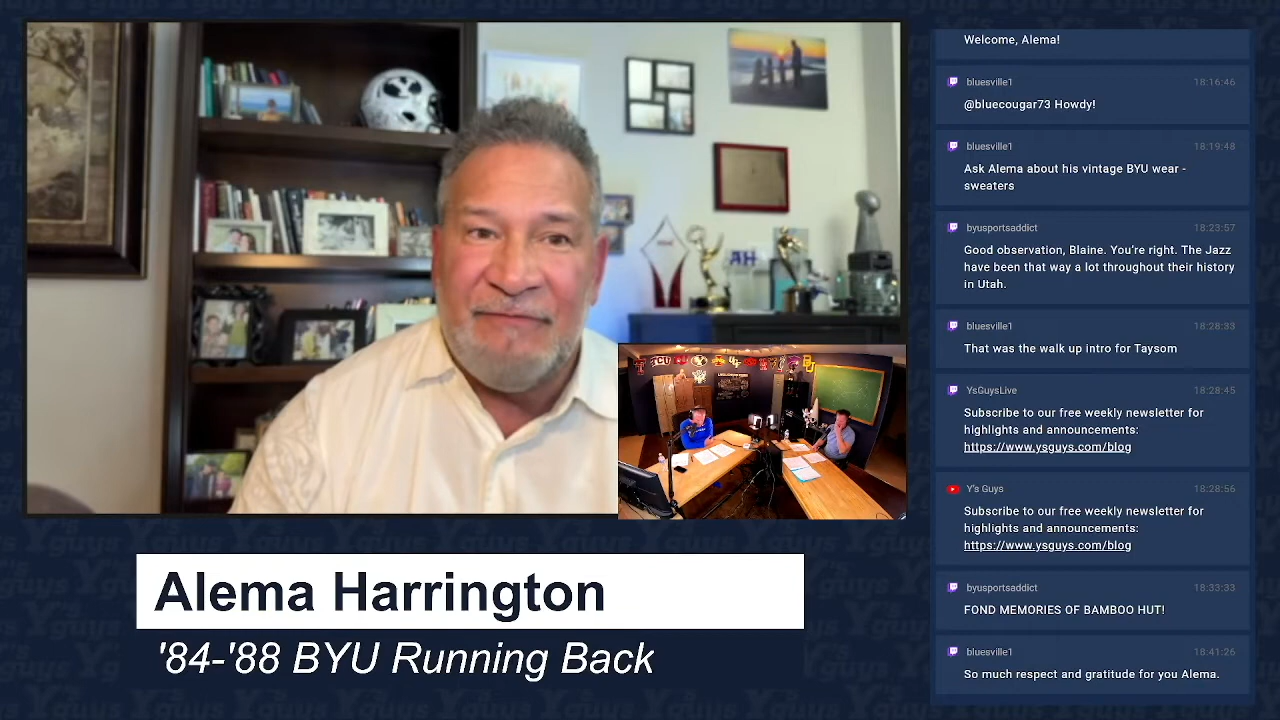 Welcome, Alema!
bluesville1 18:16:46
@bluecougar73 Howdy!
bluesville1 18:19:48
Ask Alema about his vintage BYU wear -
sweaters
byusportsaddict 18:23:57
Good observation, Blaine. You're right. The Jazz
have been that way a lot throughout their history
in Utah.
bluesville1 18:28:33
That was the walk up intro for Taysom
YsGuysLive 18:28:45
Subscribe to our free weekly newsletter for
highlights and announcements:
https://www.ysguys.com/blog
Y's Guys 18:28:56
Subscribe to our free weekly newsletter for
highlights and announcements:
https://www.ysguys.com/blog
byusportsaddict 18:33:33
FOND MEMORIES OF BAMBOO HUT!
bluesville1 18:41:26
So much respect and gratitude for you Alema.
AH
TCU
Alema Harrington
'84-'88 BYU Running Back